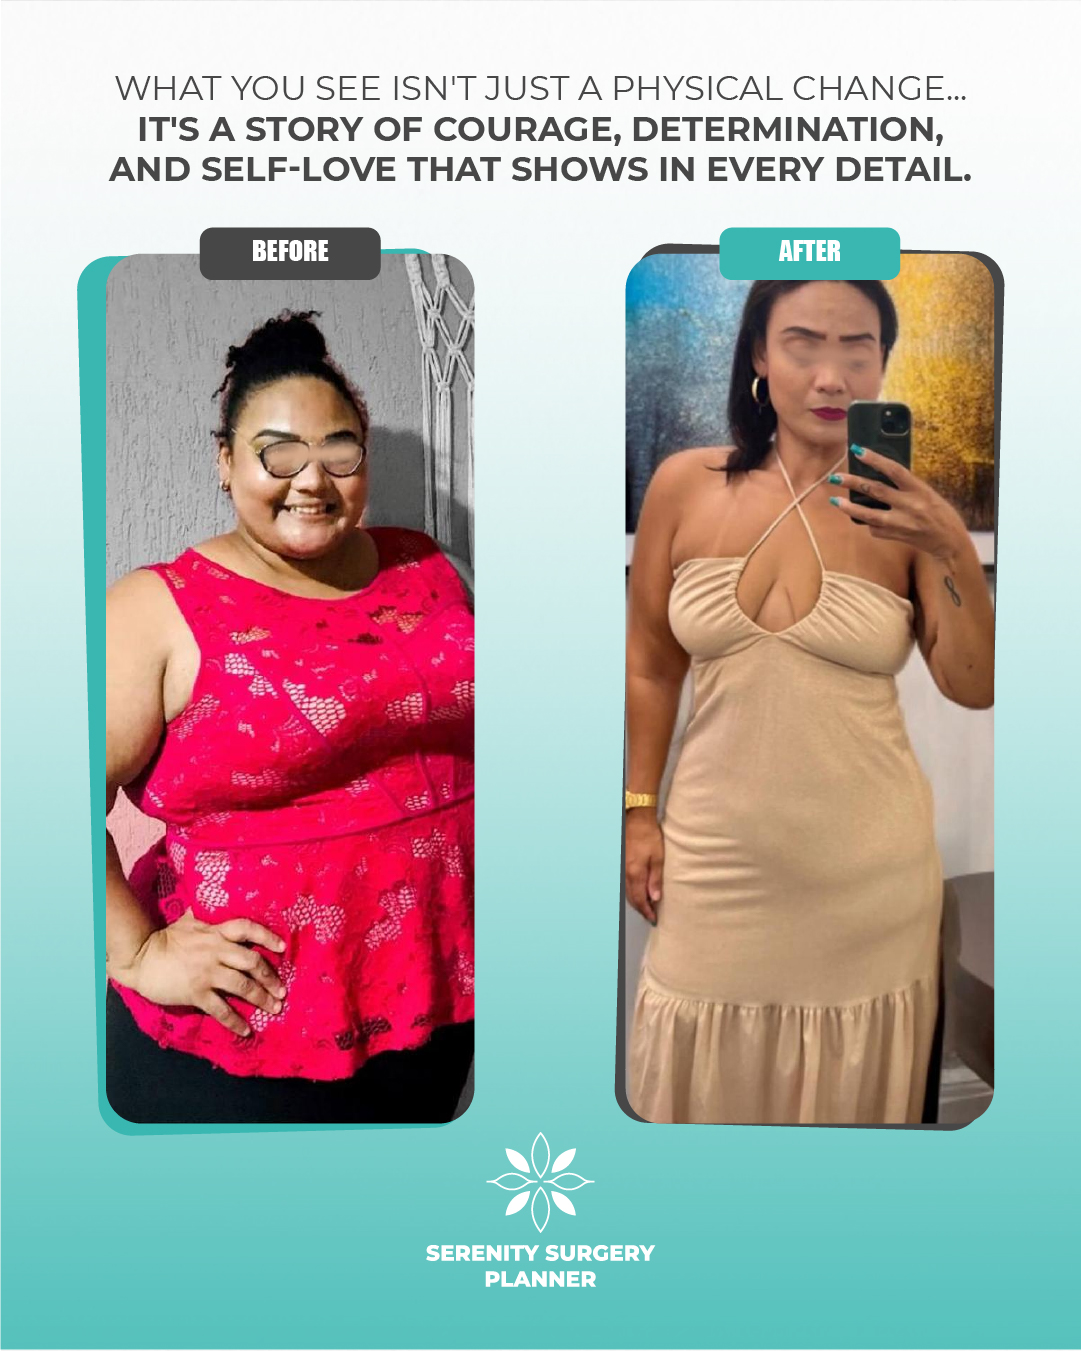 WHAT YOU SEE ISN'T JUST A PHYSICAL CHANGE...
IT'S A STORY OF COURAGE, DETERMINATION,
AND SELF-LOVE THAT SHOWS IN EVERY DETAIL.
BEFORE
AFTER
SERENITY SURGERY
PLANNER